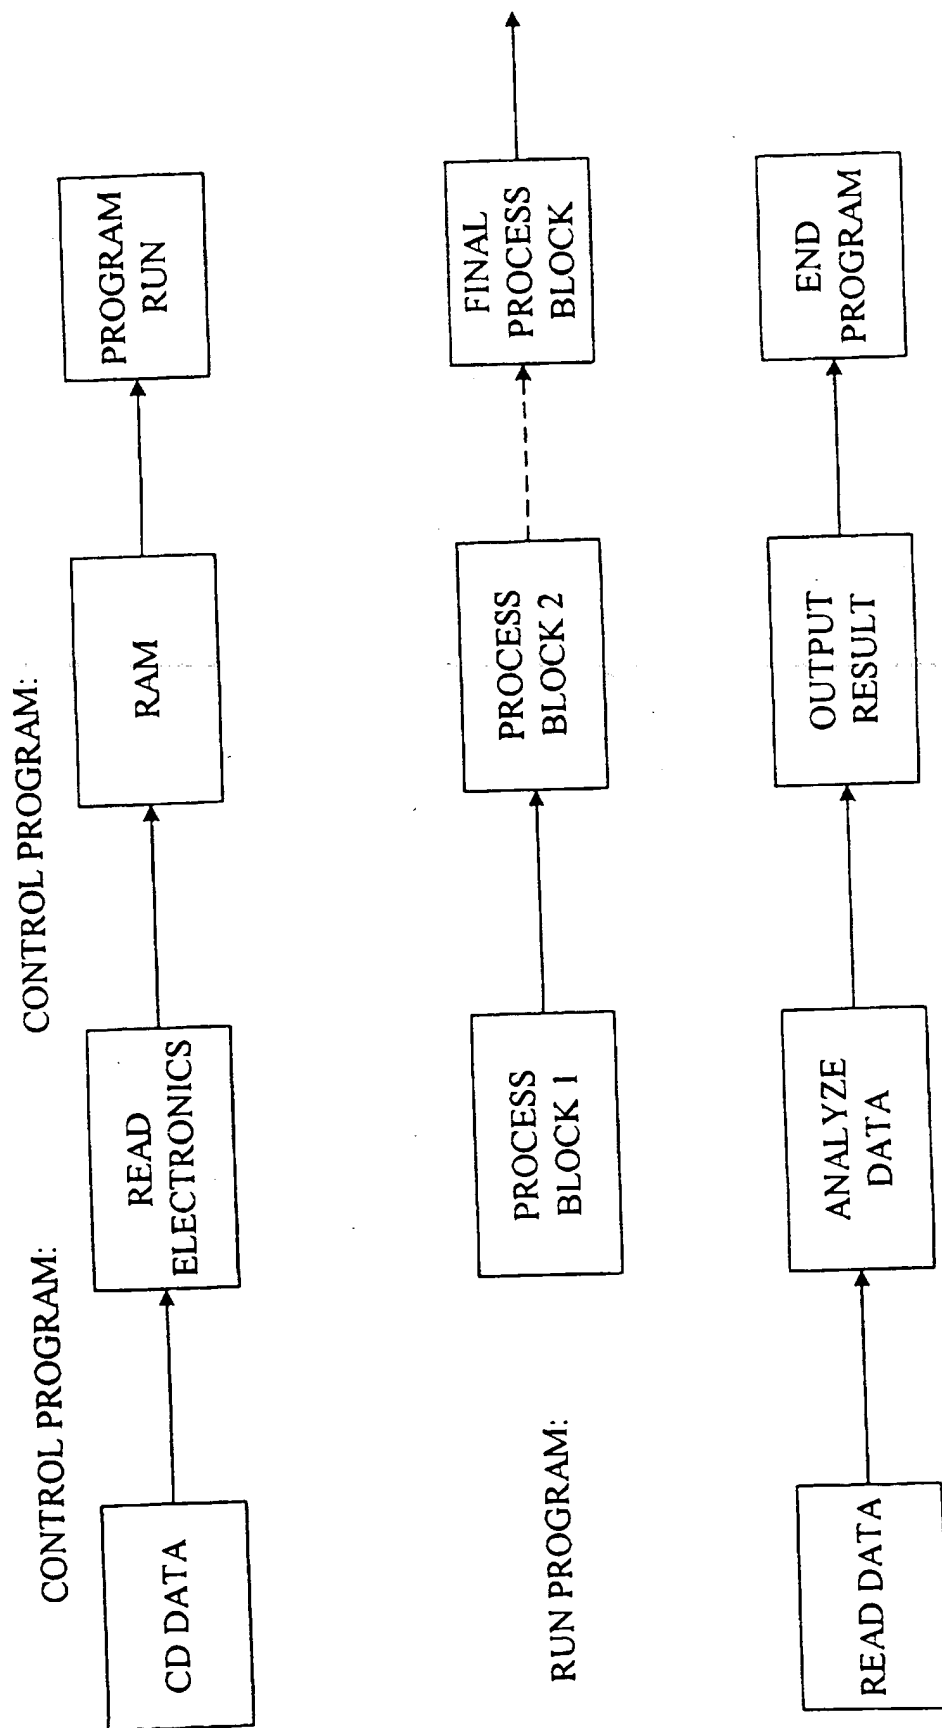 CONTROL PROGRAM:
CONTROL PROGRAM:
CD DATA
READ
ELECTRONICS
RAM
PROGRAM
RUN
RUN PROGRAM:
PROCESS
BLOCK 1
PROCESS
BLOCK 2
FINAL
PROCESS
BLOCK
READ DATA
ANALYZE
DATA
OUTPUT
RESULT
END
PROGRAM